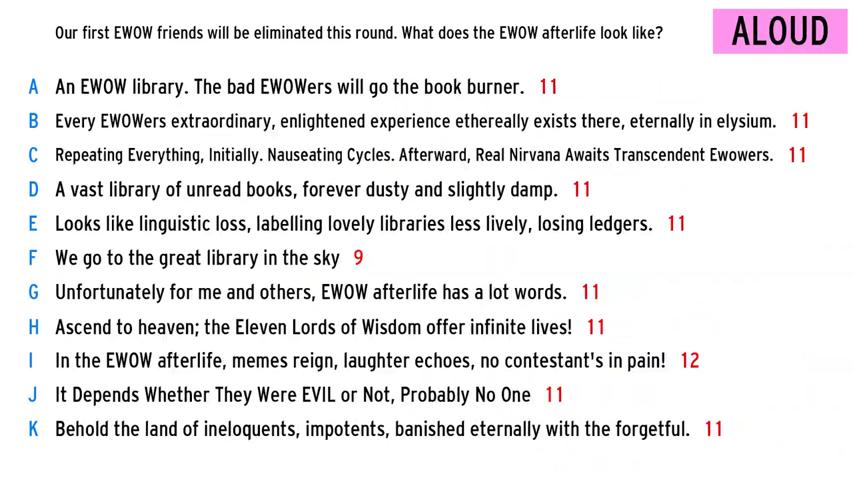 Our first EWOW friends will be eliminated this round. What does the EWOW afterlife look like? ALOUD
A An EWOW library. The bad EWOWers will go the book burner. 11
B Every EWOWers extraordinary, enlightened experience ethereally exists there, eternally in elysium. 11
C Repeating Everything, Initially. Nauseating Cycles. Afterward, Real Nirvana Awaits Transcendent Ewowers. 11
D A vast library of unread books, forever dusty and slightly damp. 11
E Looks like linguistic loss, labelling lovely libraries less lively, losing ledgers. 11
F We go to the great library in the sky 9
G Unfortunately for me and others, EWOW afterlife has a lot words. 11
H Ascend to heaven; the Eleven Lords of Wisdom offer infinite lives! 11
I In the EWOW afterlife, memes reign, laughter echoes, no contestant's in pain! 12
J It Depends Whether They Were EVIL or Not, Probably No One 11
K Behold the land of ineloquents, impotents, banished eternally with the forgetful. 11